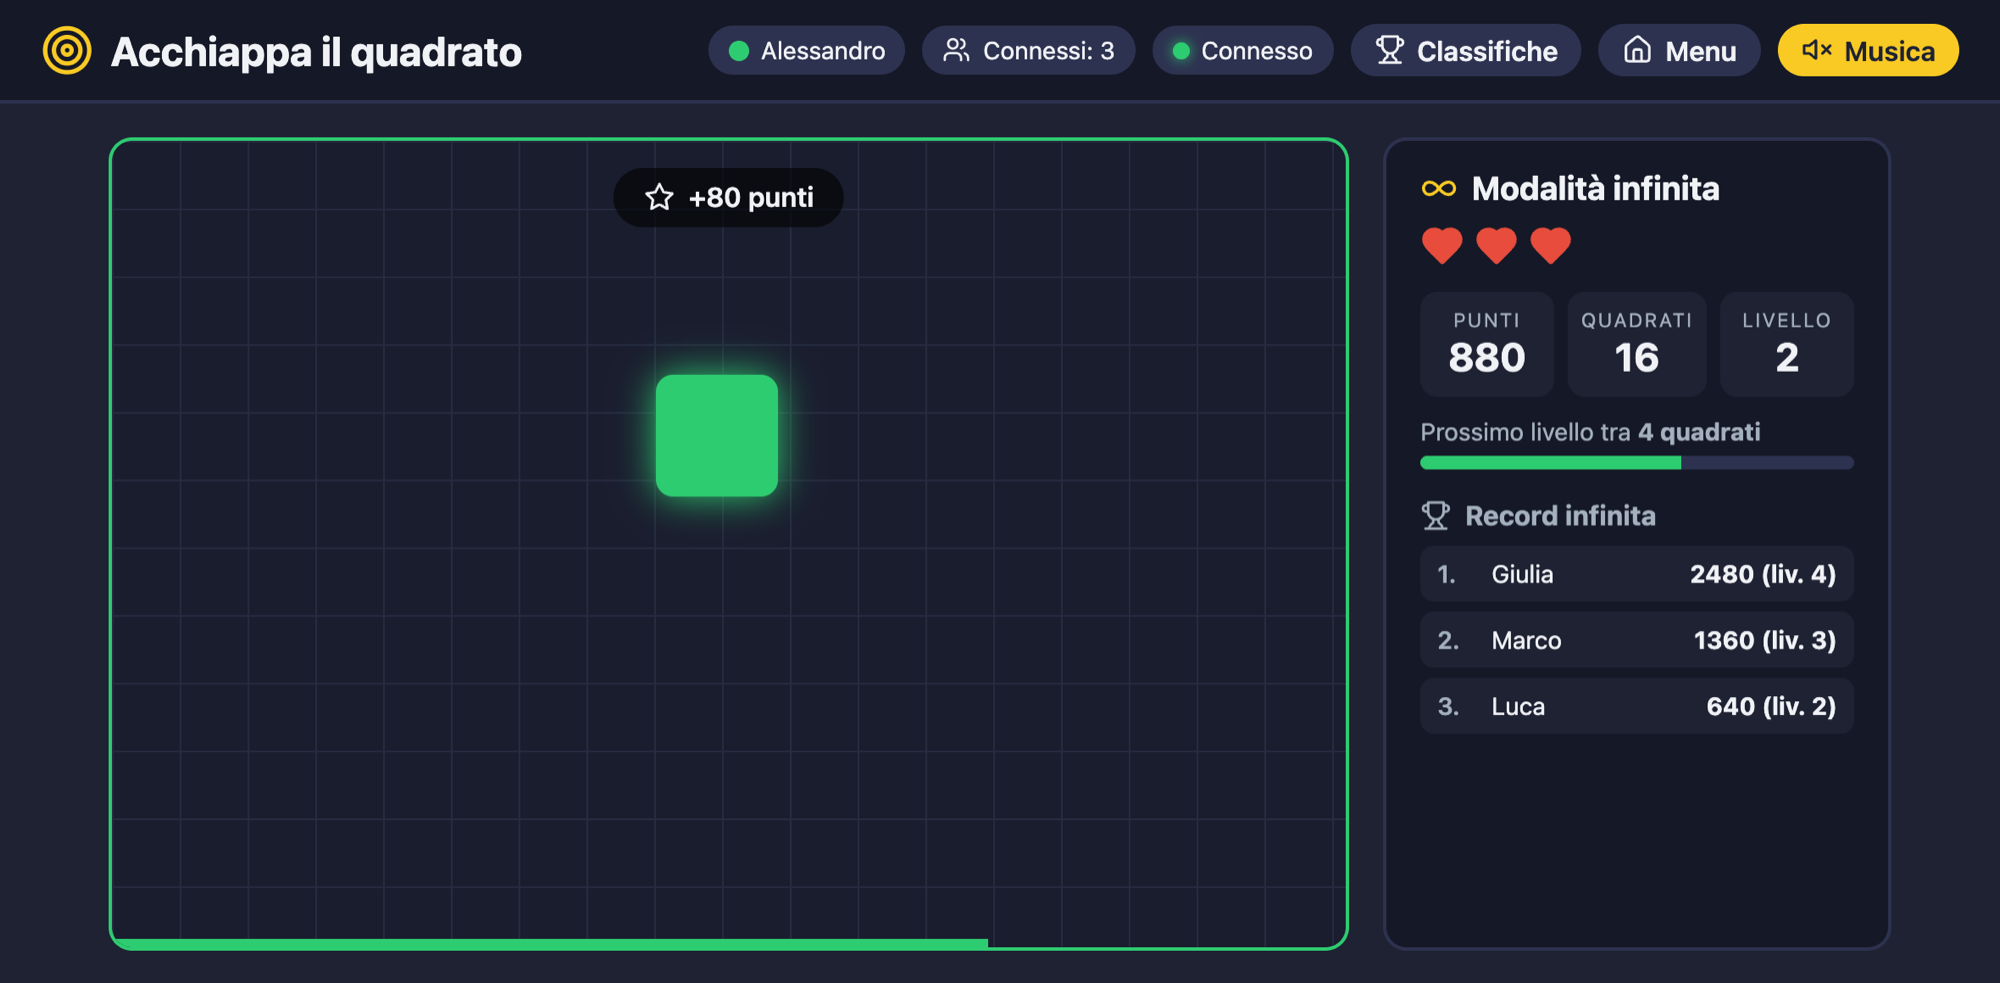 Acchiappa il quadrato
Alessandro
Connessi: 3
Connesso
Classifiche
Menu
Musica
+80 punti
Modalità infinita
PUNTI
880
QUADRATI
16
LIVELLO
2
Prossimo livello tra 4 quadrati
Record infinita
1. Giulia 2480 (liv. 4)
2. Marco 1360 (liv. 3)
3. Luca 640 (liv. 2)